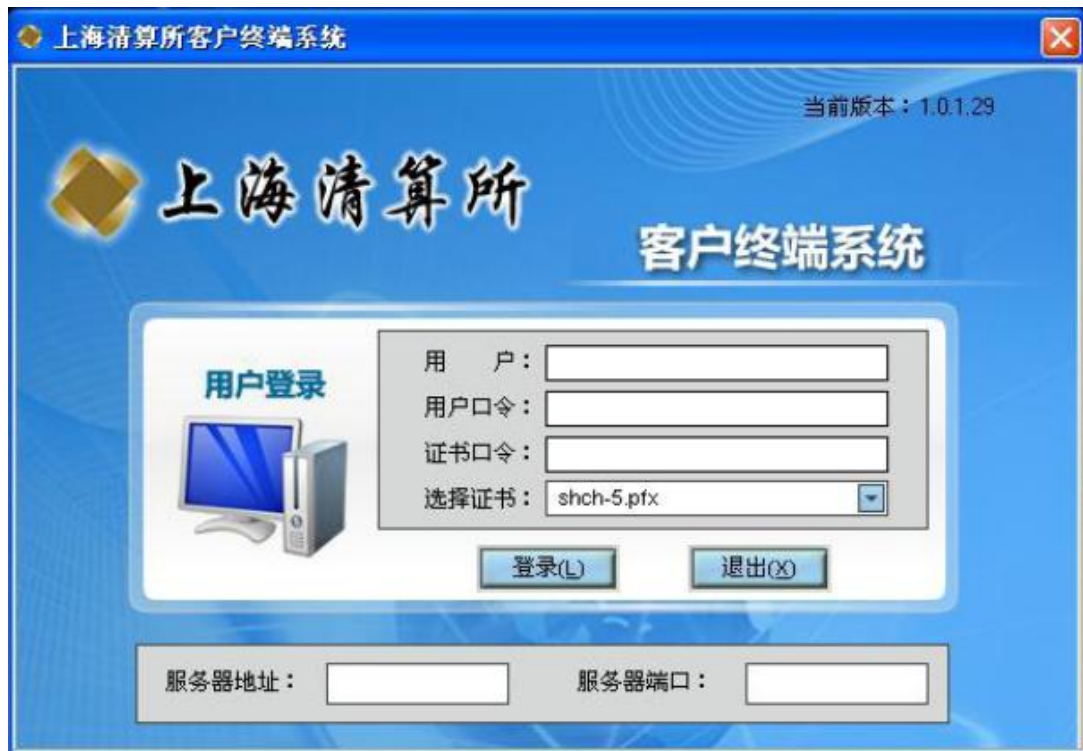 上海清算所客户终端系统
当前版本：1.0.1.29
上海清算所
客户终端系统
用户登录
用 户：
用户口令：
证书口令：
选择证书： shch-5.pfx
登录(L) 退出(X)
服务器地址： 服务器端口：